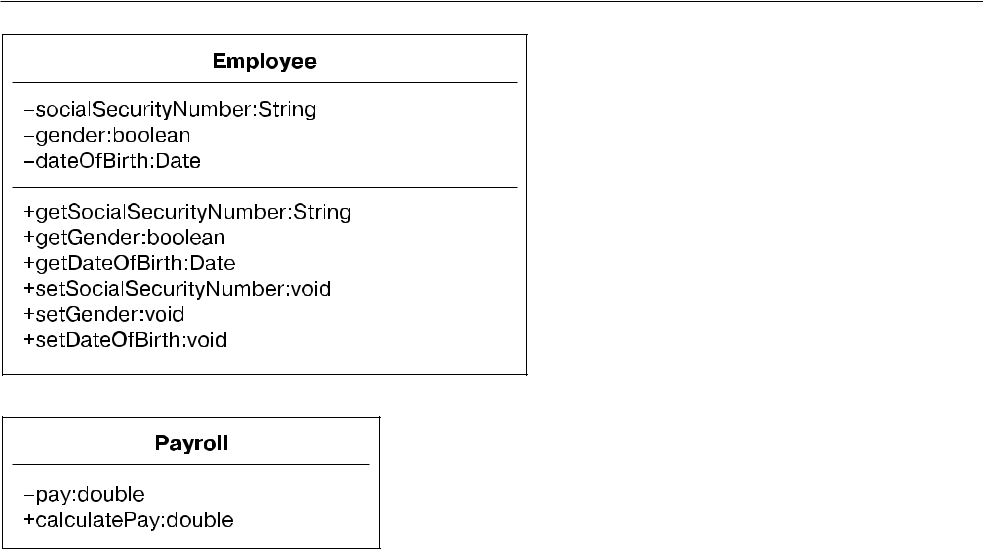 Employee
–socialSecurityNumber:String
–gender:boolean
–dateOfBirth:Date
+getSocialSecurityNumber:String
+getGender:boolean
+getDateOfBirth:Date
+setSocialSecurityNumber:void
+setGender:void
+setDateOfBirth:void
Payroll
–pay:double
+calculatePay:double